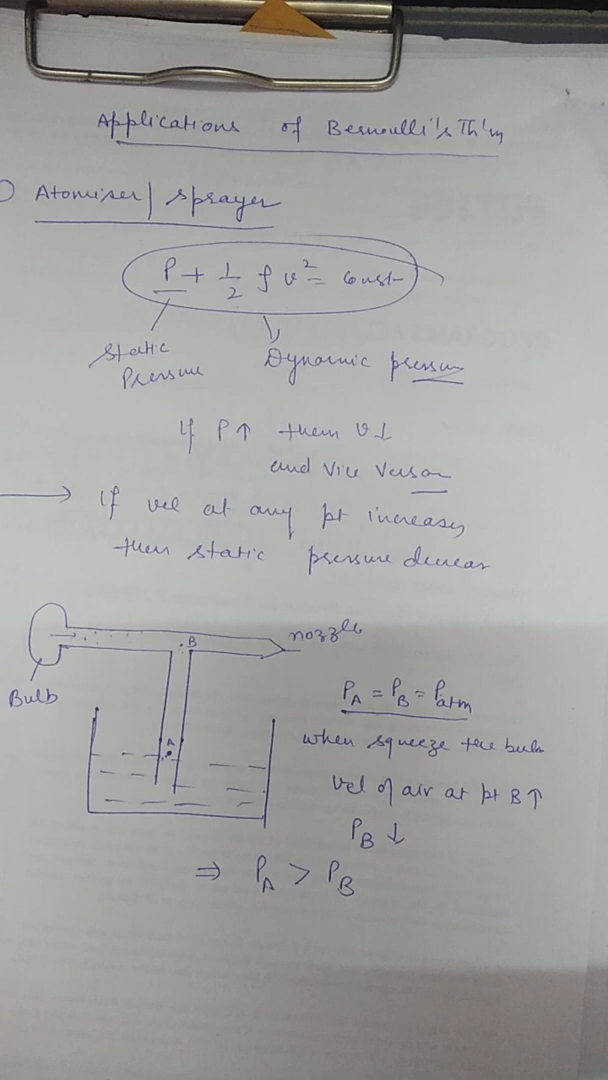 Applications of Bernoulli's Th'm
Atomiser/ Sprayer
P + 1/2 ρ v² = const
Static Pressure
Dynamic pressure
If P↑ then v↓
and Vice Versa
→ If vel at any pt increases,
then static pressure decreas
nozzle
B
Bulb
A
P_A = P_B = P_atm
when squeeze the bulb
vel of air at pt B↑
P_B ↓
⇒ P_A > P_B